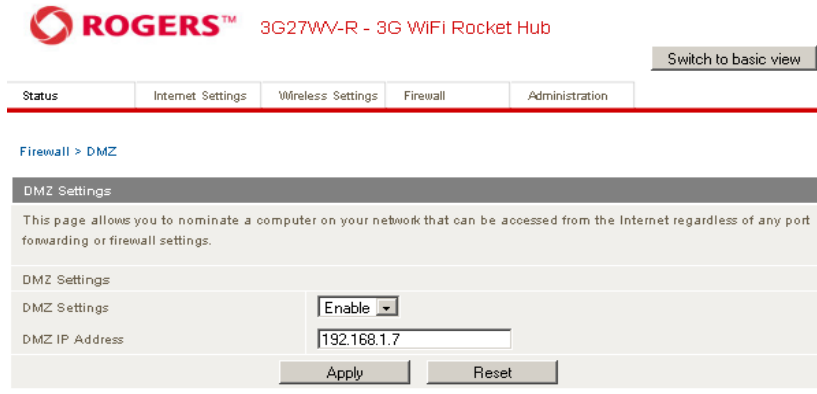 ROGERS™ 3G27WV-R - 3G WiFi Rocket Hub
Switch to basic view
Status Internet Settings Wireless Settings Firewall Administration
Firewall > DMZ
DMZ Settings
This page allows you to nominate a computer on your network that can be accessed from the Internet regardless of any port
forwarding or firewall settings.
DMZ Settings
DMZ Settings Enable
DMZ IP Address 192.168.1.7
Apply Reset